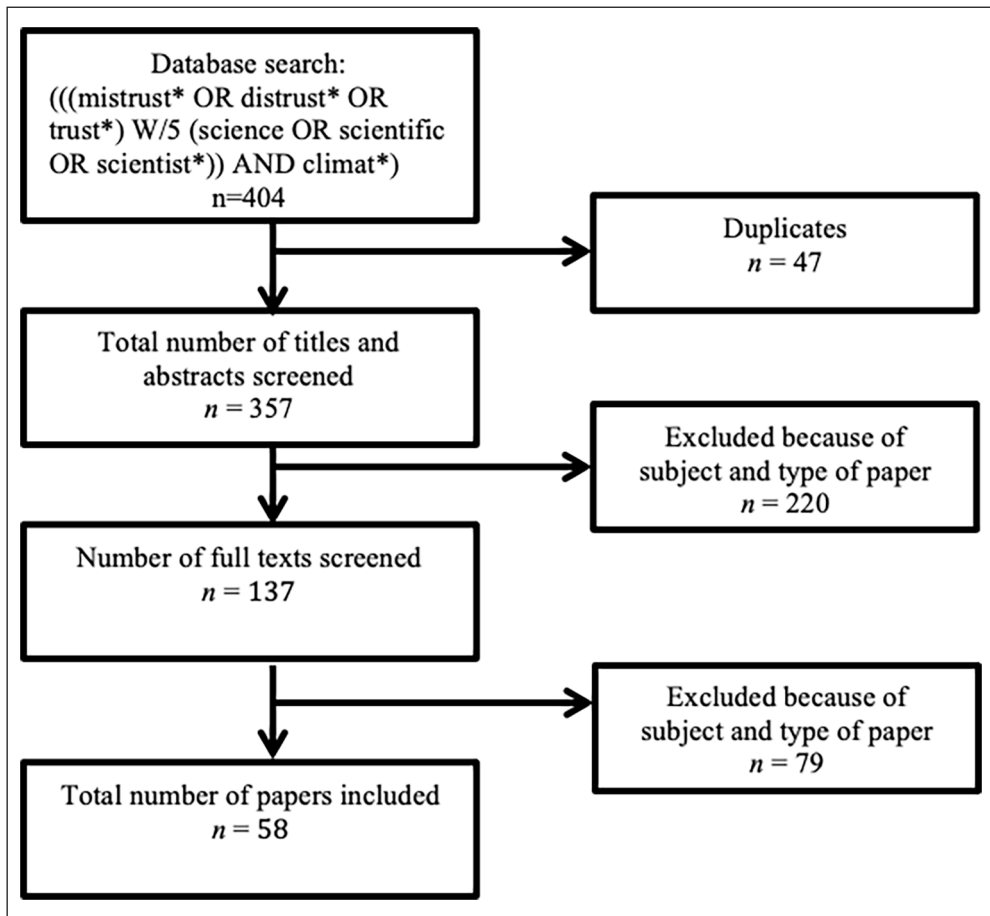 Database search:
(((mistrust* OR distrust* OR
trust*) W/5 (science OR scientific
OR scientist*)) AND climat*)
n=404
Duplicates
n = 47
Total number of titles and
abstracts screened
n = 357
Excluded because of
subject and type of paper
n = 220
Number of full texts screened
n = 137
Excluded because of
subject and type of paper
n = 79
Total number of papers included
n = 58